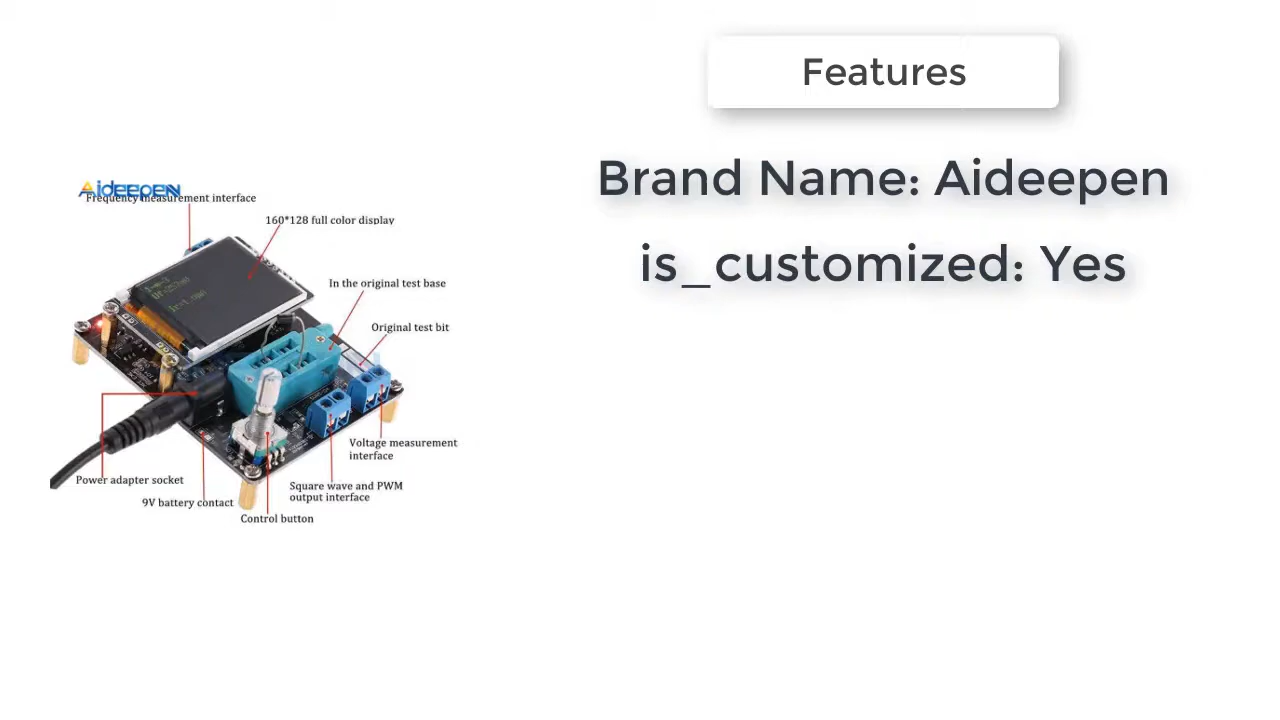 Features
Brand Name: Aideepen
is_customized: Yes
Aideepen
Frequency measurement interface
160*128 full color display
In the original test base
Original test bit
Voltage measurement
interface
Power adapter socket
Square wave and PWM
output interface
9V battery contact
Control button